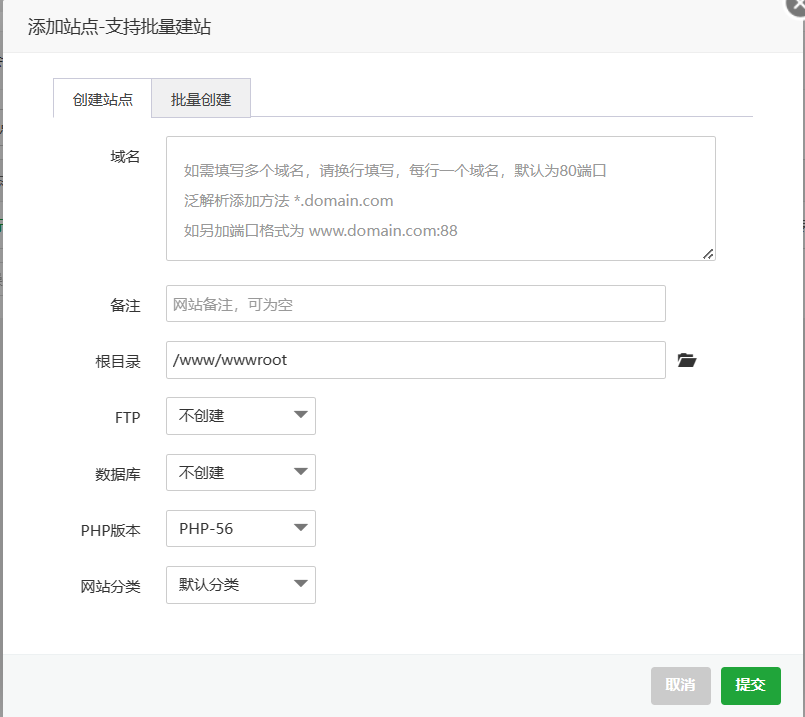 添加站点-支持批量建站
创建站点
批量创建
域名
如需填写多个域名，请换行填写，每行一个域名，默认为80端口
泛解析添加方法 *.domain.com
如另加端口格式为 www.domain.com:88
备注
网站备注，可为空
根目录
/www/wwwroot
FTP
不创建
数据库
不创建
PHP版本
PHP-56
网站分类
默认分类
取消
提交